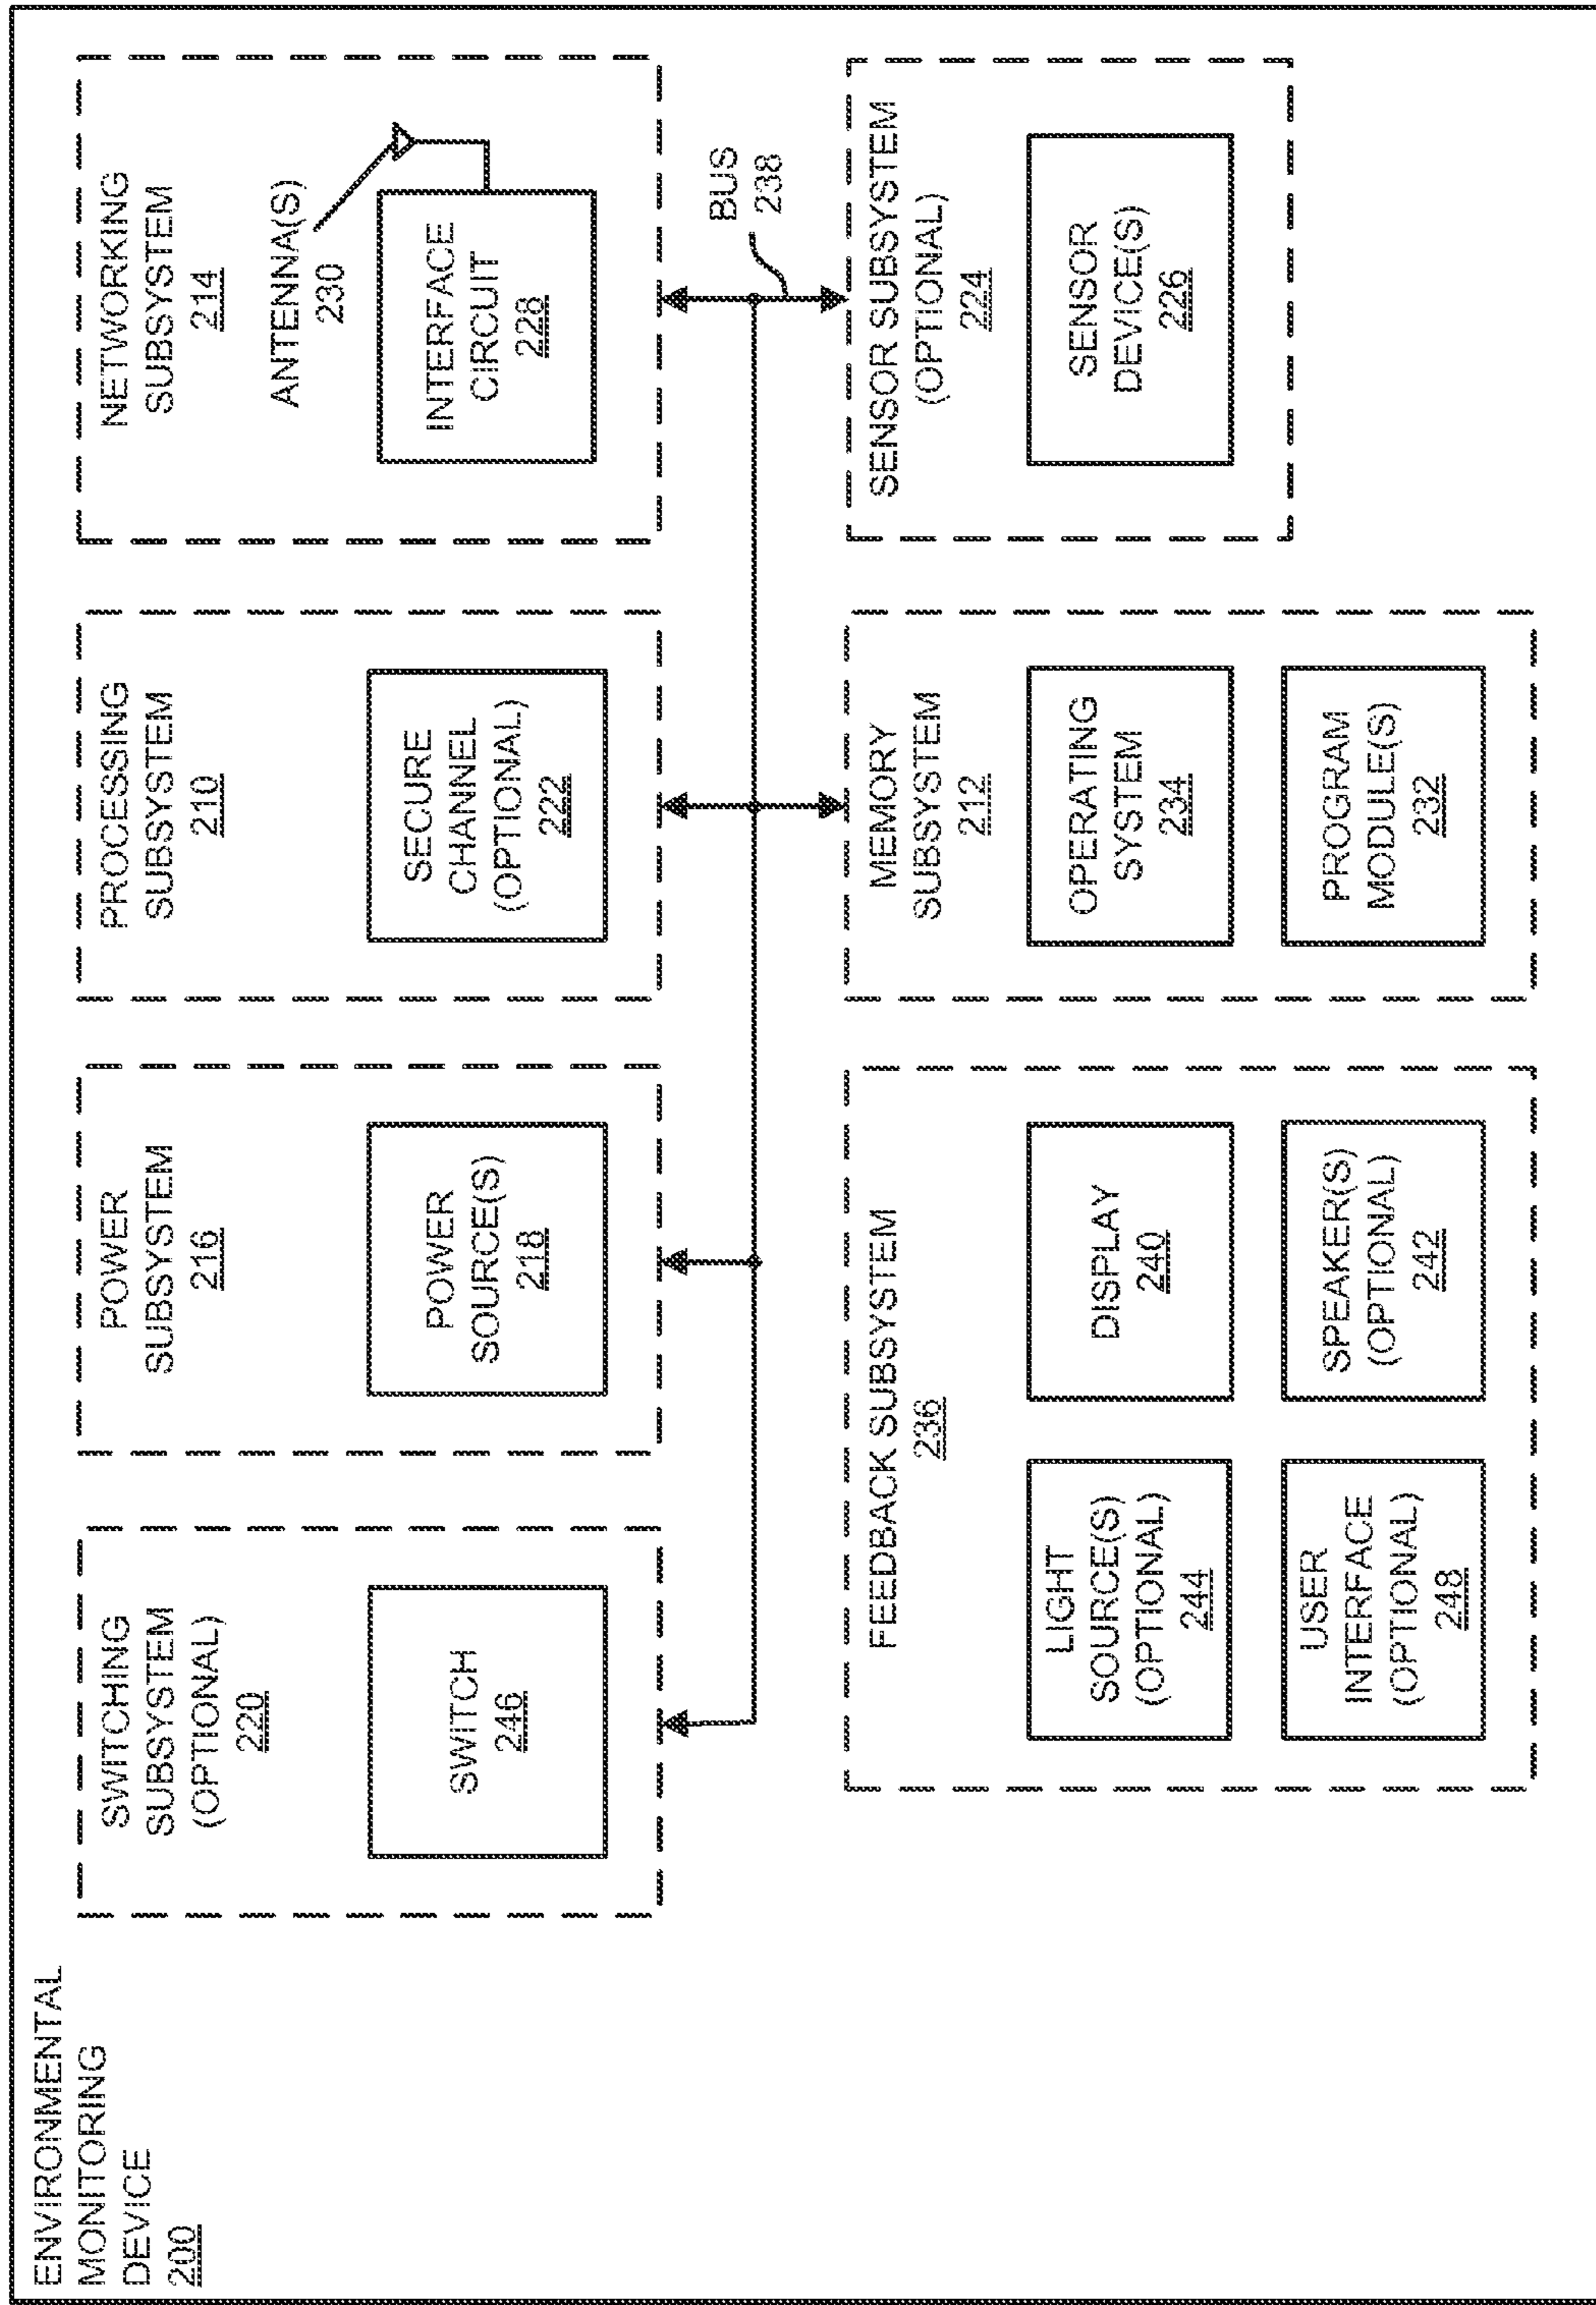 ENVIRONMENTAL
MONITORING
DEVICE
200
SWITCHING
SUBSYSTEM
(OPTIONAL)
220
SWITCH
246
POWER
SUBSYSTEM
216
POWER
SOURCE(S)
218
PROCESSING
SUBSYSTEM
210
SECURE
CHANNEL
(OPTIONAL)
222
NETWORKING
SUBSYSTEM
214
ANTENNA(S)
230
INTERFACE
CIRCUIT
228
BUS
238
FEEDBACK SUBSYSTEM
236
LIGHT
SOURCE(S)
(OPTIONAL)
244
DISPLAY
240
USER
INTERFACE
(OPTIONAL)
248
SPEAKER(S)
(OPTIONAL)
242
MEMORY
SUBSYSTEM
212
OPERATING
SYSTEM
234
PROGRAM
MODULE(S)
232
SENSOR SUBSYSTEM
(OPTIONAL)
224
SENSOR
DEVICE(S)
226